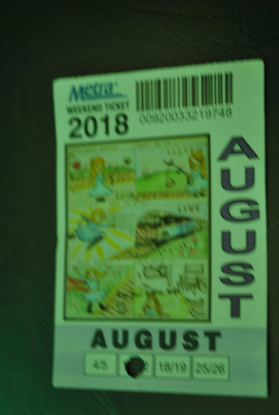 Metra
WEEKEND TICKET
2018
00920033219748
AUGUST
AUGUST
4/5
18/19
25/26